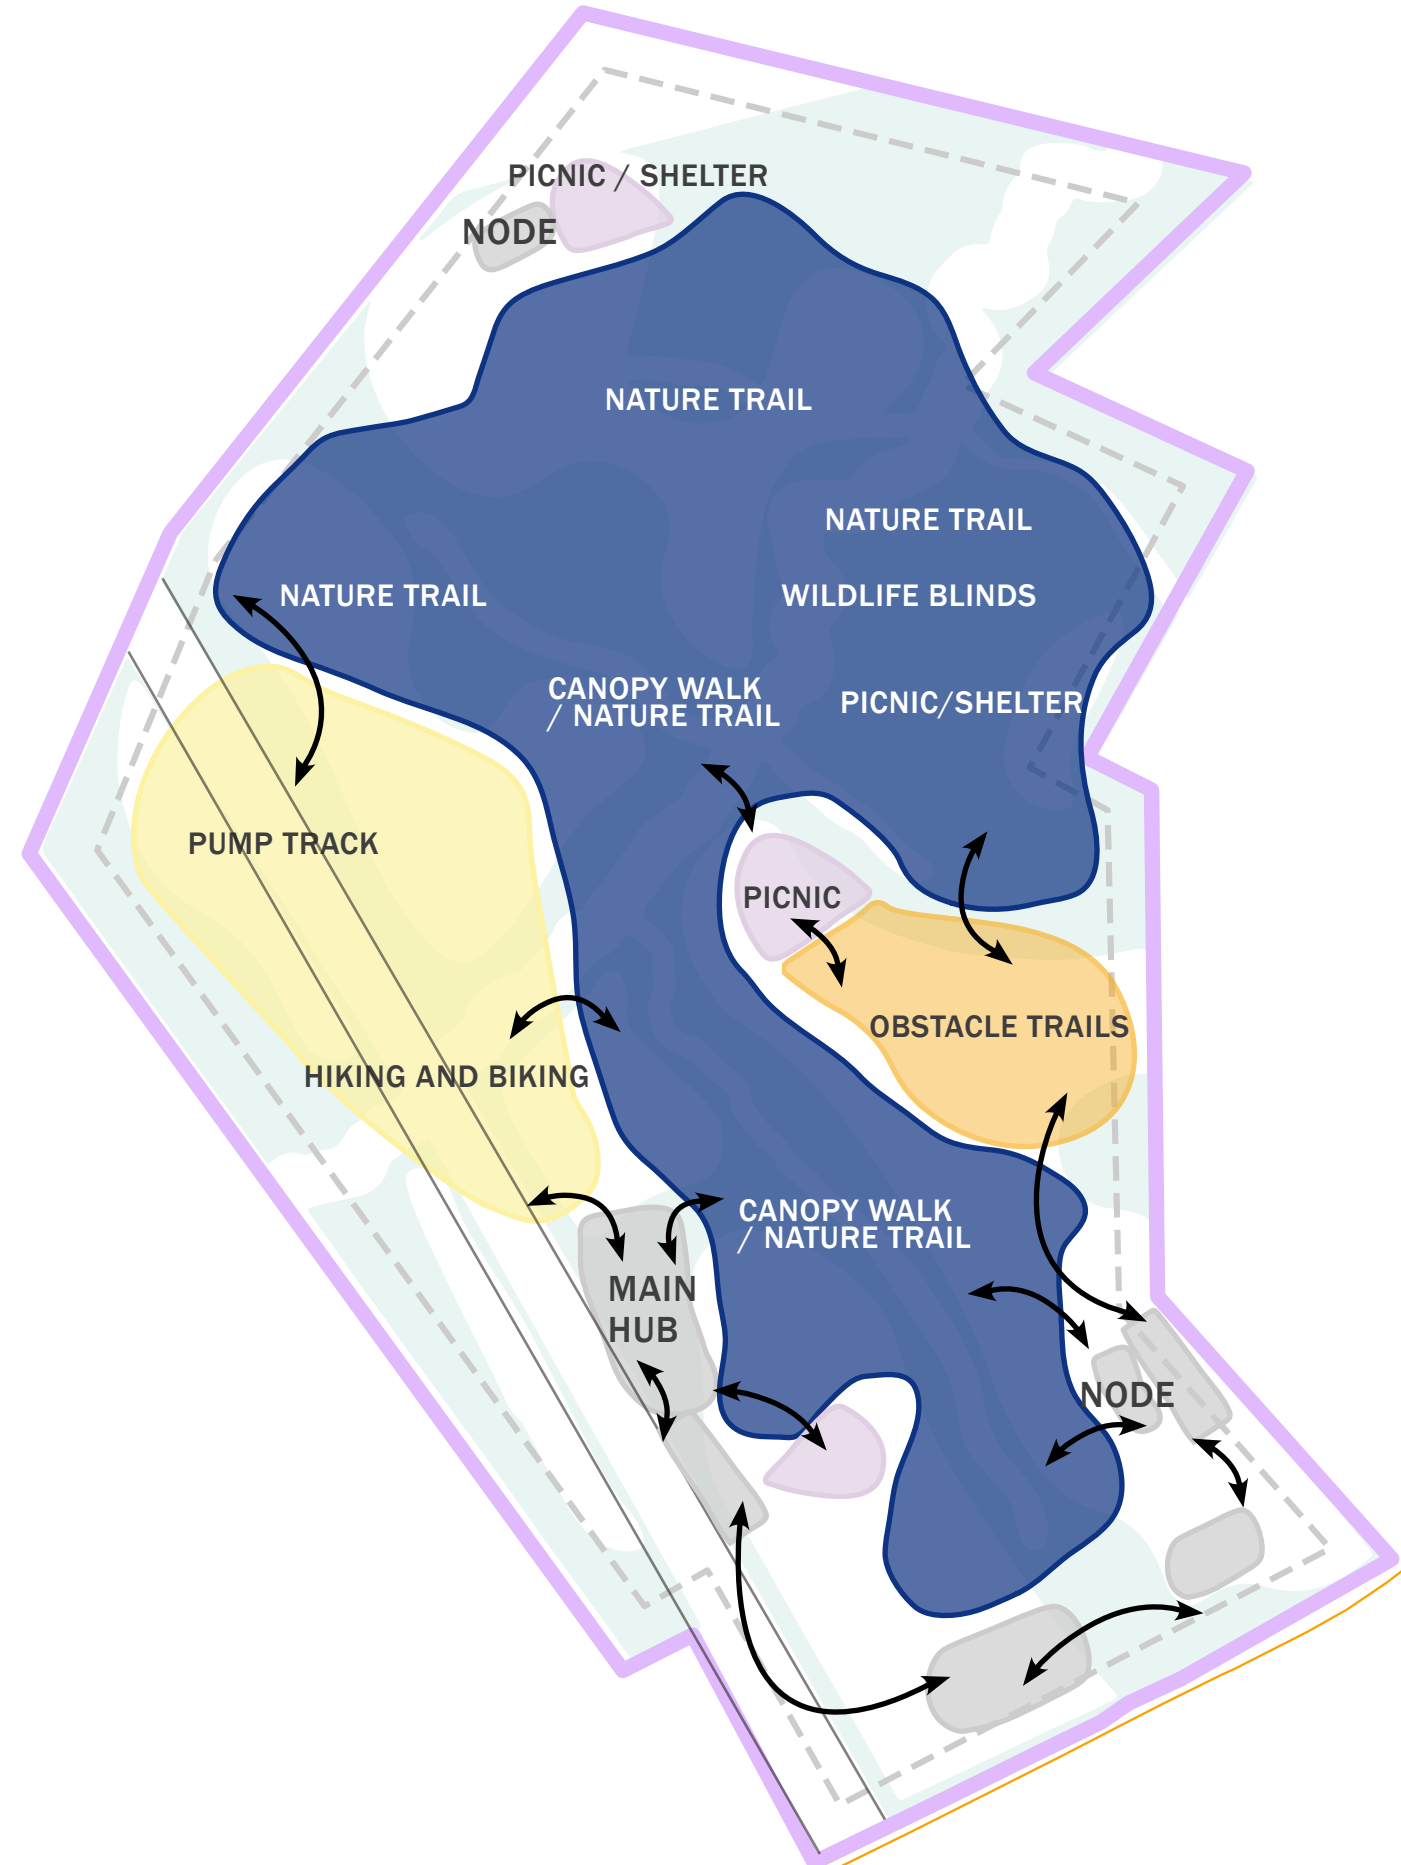 PICNIC / SHELTER
NODE
NATURE TRAIL
NATURE TRAIL
NATURE TRAIL
WILDLIFE BLINDS
CANOPY WALK
/ NATURE TRAIL
PICNIC/SHELTER
PUMP TRACK
PICNIC
OBSTACLE TRAILS
HIKING AND BIKING
CANOPY WALK
/ NATURE TRAIL
MAIN
HUB
NODE